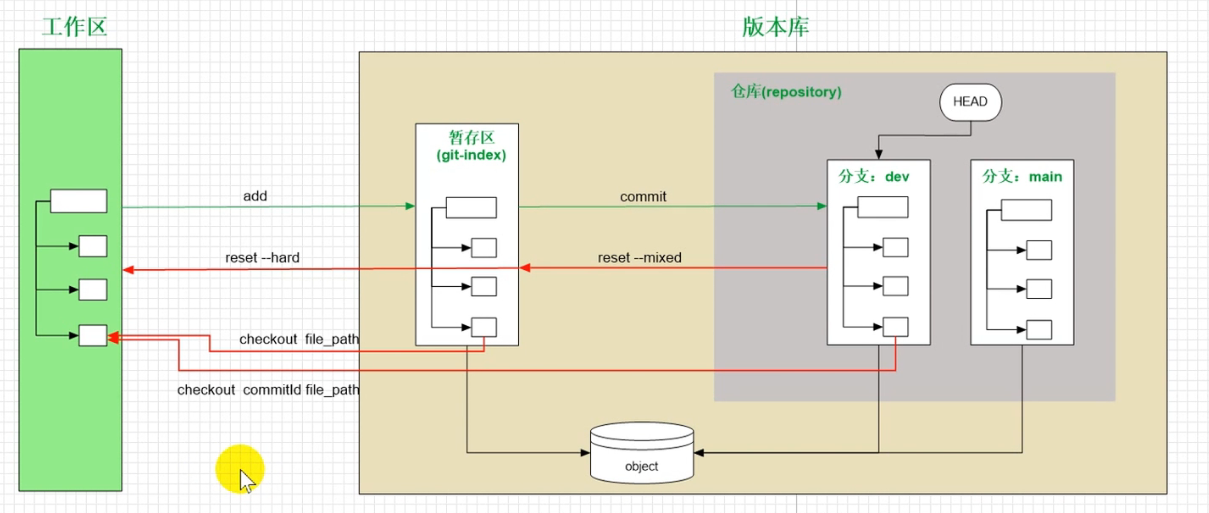 工作区
版本库
仓库(repository)
HEAD
暂存区
(git-index)
分支：dev
分支：main
add
commit
reset --hard
reset --mixed
checkout file_path
checkout commitId file_path
object